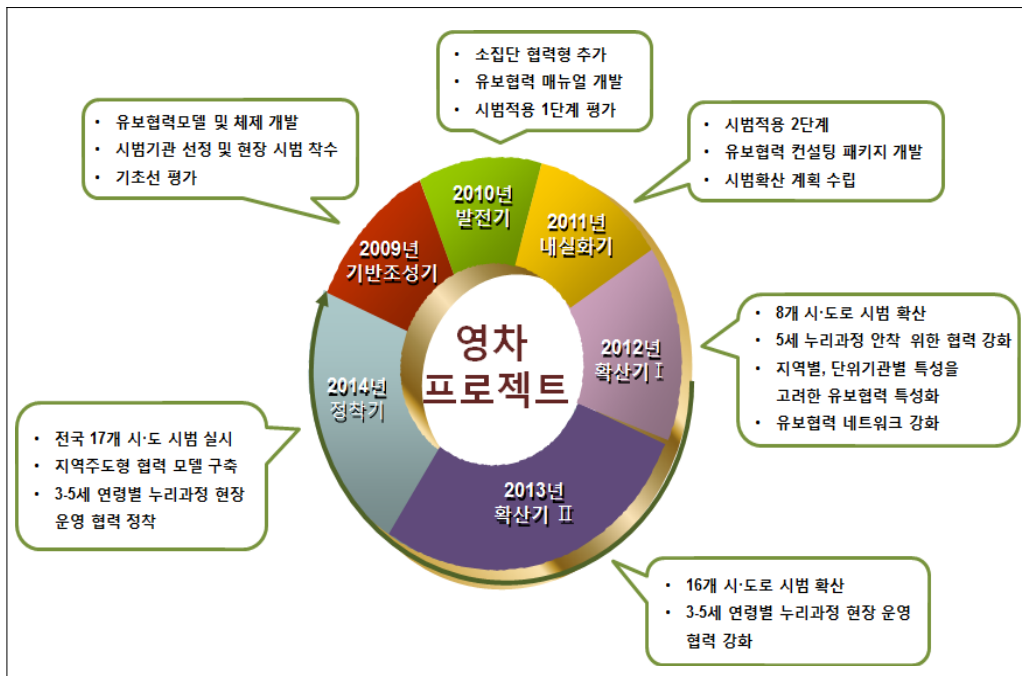 • 소집단 협력형 추가
• 유보협력 매뉴얼 개발
• 시범적용 1단계 평가
• 유보협력모델 및 체제 개발
• 시범기관 선정 및 현장 시범 착수
• 기초선 평가
• 시범적용 2단계
• 유보협력 컨설팅 패키지 개발
• 시범확산 계획 수립
2010년
발전기
2011년
내실화기
2009년
기반조성기
영차
프로젝트
2012년
확산기 Ⅰ
• 8개 시·도로 시범 확산
• 5세 누리과정 안착 위한 협력 강화
• 지역별, 단위기관별 특성을
고려한 유보협력 특성화
• 유보협력 네트워크 강화
2014년
정착기
• 전국 17개 시·도 시범 실시
• 지역주도형 협력 모델 구축
• 3-5세 연령별 누리과정 현장
운영 협력 정착
2013년
확산기 Ⅱ
• 16개 시·도로 시범 확산
• 3-5세 연령별 누리과정 현장 운영
협력 강화